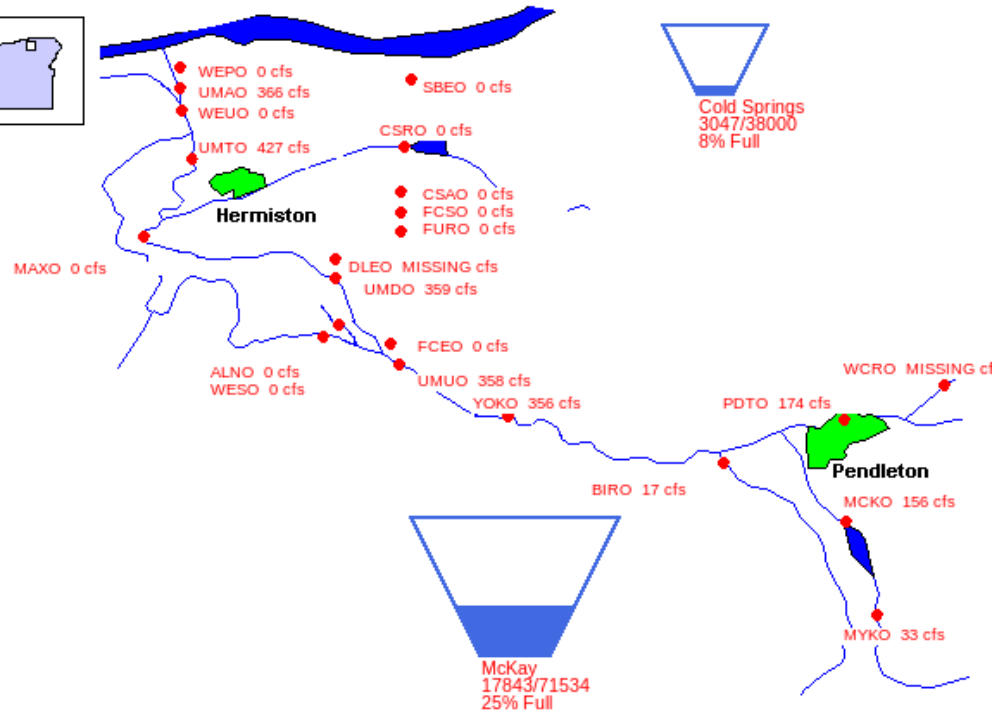 WEPO 0 cfs
UMAO 366 cfs
WEUO 0 cfs
SBEO 0 cfs
Cold Springs
3047/38000
8% Full
CSRO 0 cfs
UMTO 427 cfs
CSAO 0 cfs
FCSO 0 cfs
FURO 0 cfs
Hermiston
MAXO 0 cfs
DLEO MISSING cfs
UMDO 359 cfs
FCEO 0 cfs
ALNO 0 cfs
WESO 0 cfs
UMUO 358 cfs
YOKO 356 cfs
WCRO MISSING cf
PDTO 174 cfs
Pendleton
BIRO 17 cfs
MCKO 156 cfs
MYKO 33 cfs
McKay
17843/71534
25% Full